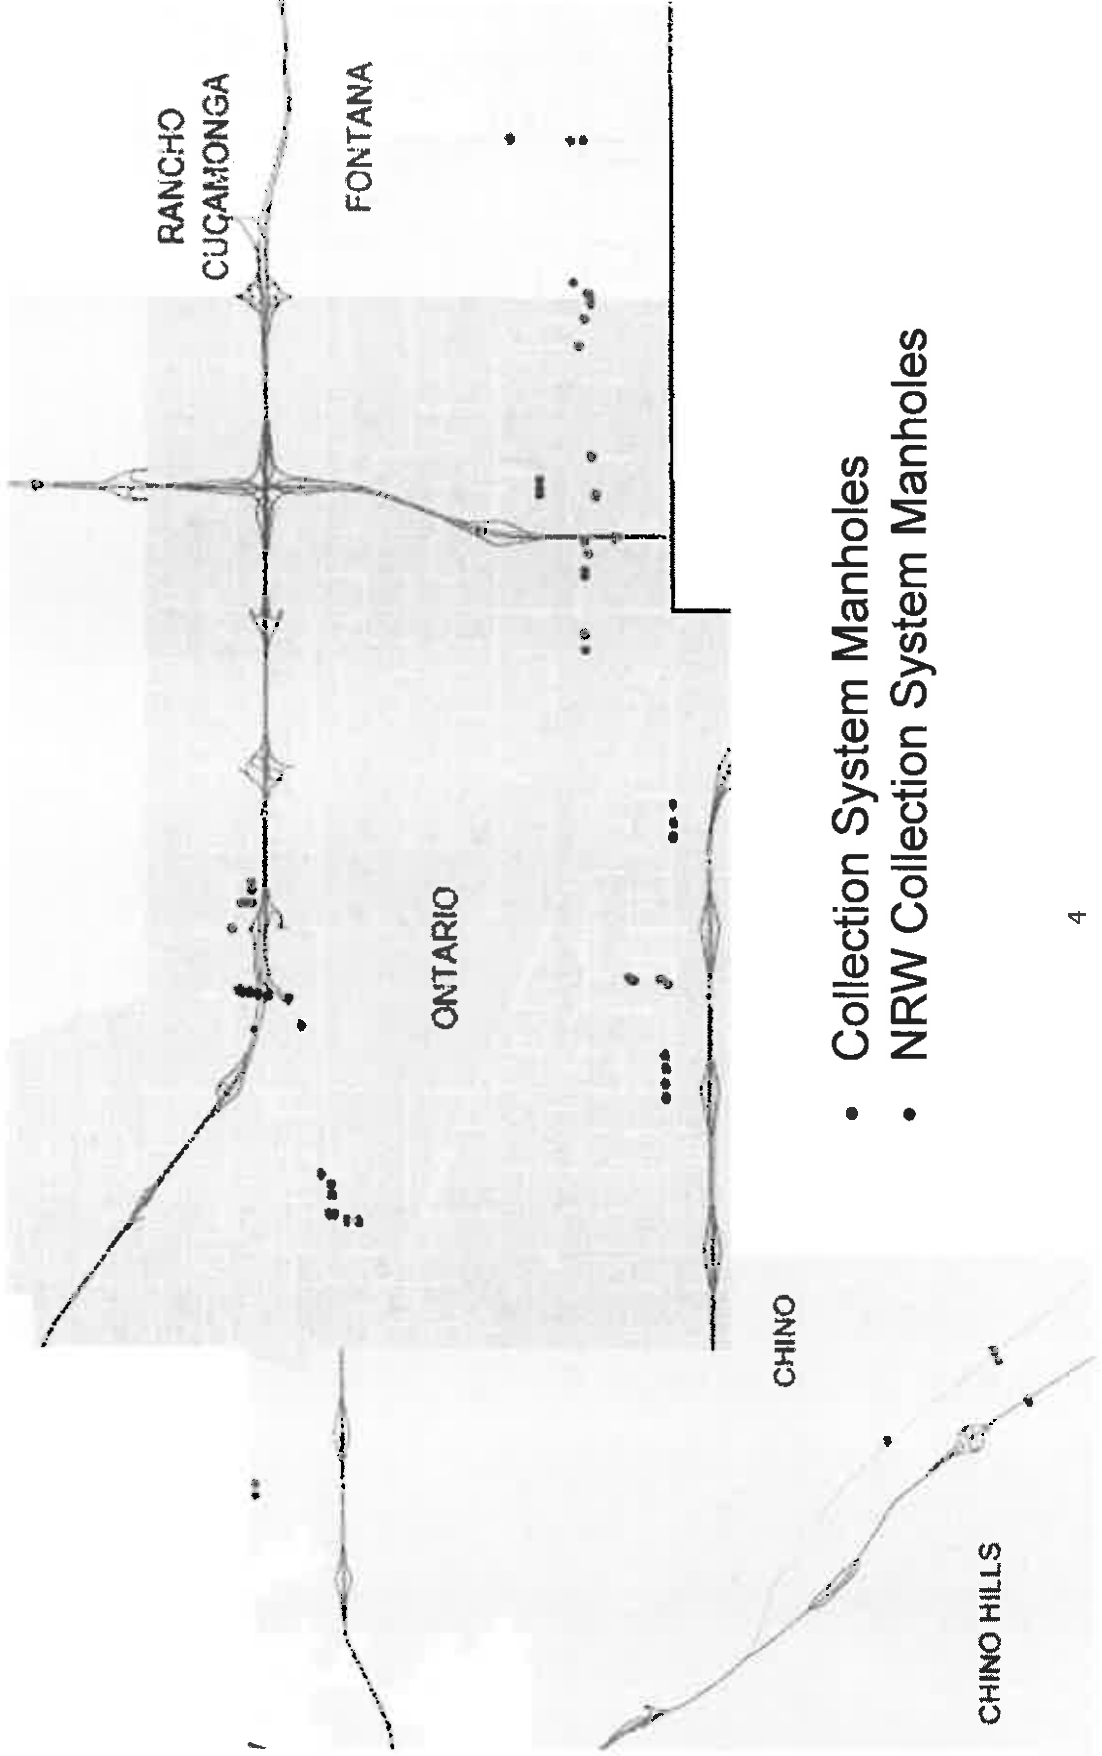 RANCHO
CUCAMONGA
FONTANA
ONTARIO
CHINO
CHINO HILLS
• Collection System Manholes
• NRW Collection System Manholes
4